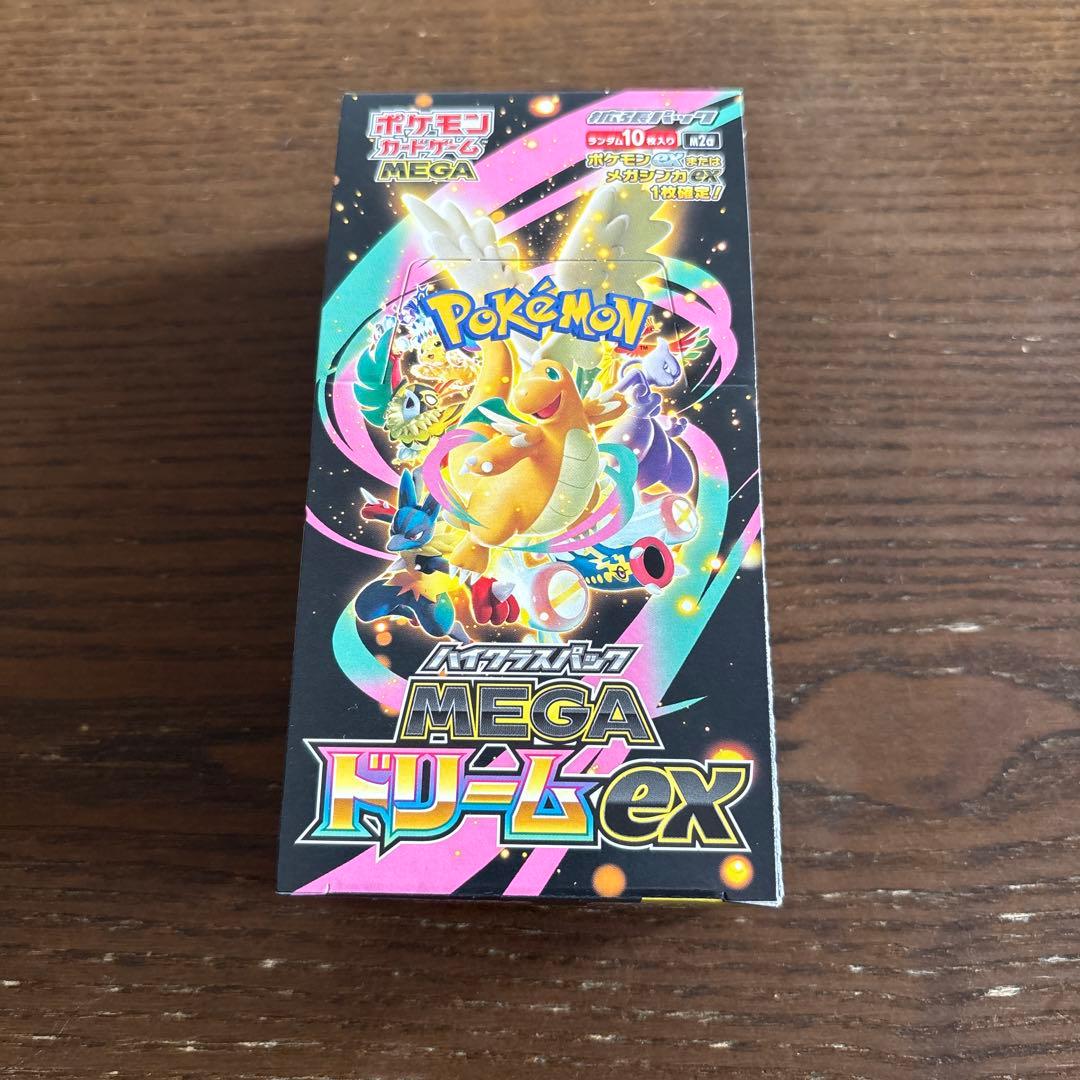 ポケモン
カードゲーム
MEGA
拡張パック
ランダム10枚入り M2a
ポケモンexまたは
メガシンカex
1枚確定!
POKéMON
TM
ハイクラスパック
MEGA
ドリームex